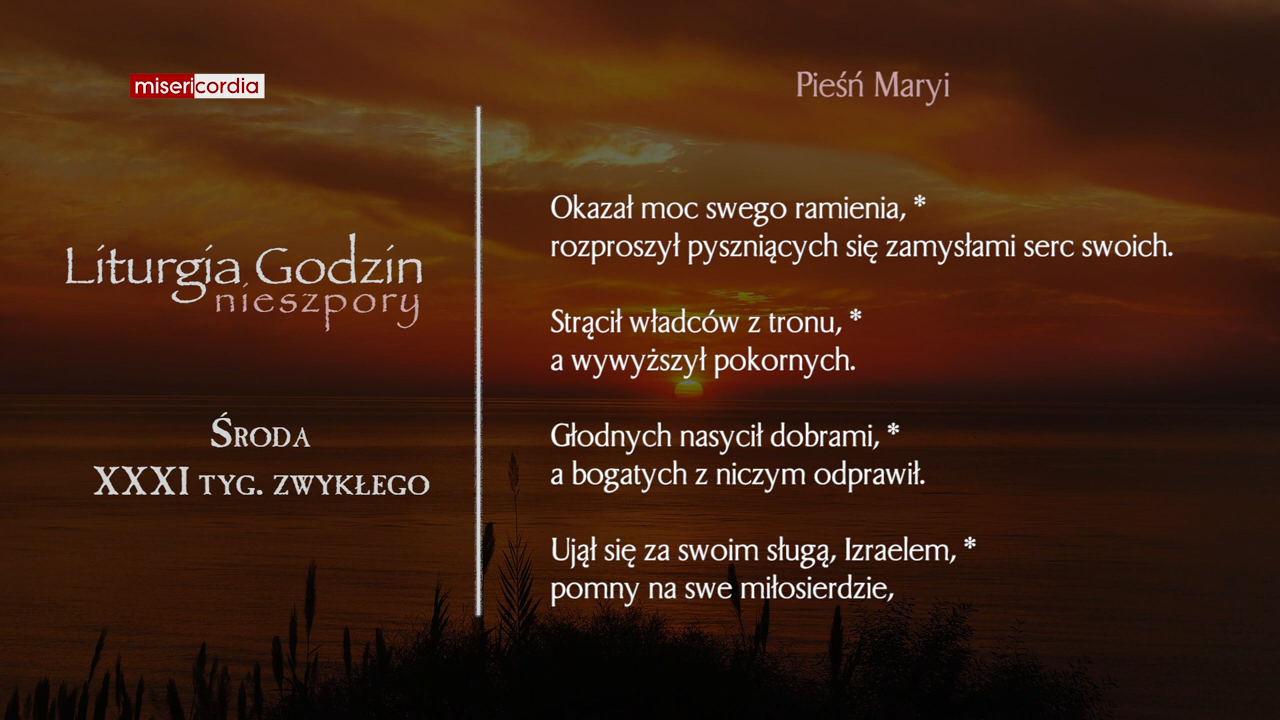 misericordia
Liturgia Godzin
nieszpory
Środa
XXXI tyg. zwykłego
Pieśń Maryi
Okazał moc swego ramienia, *
rozproszył pyszniących się zamysłami serc swoich.
Strącił władców z tronu, *
a wywyższył pokornych.
Głodnych nasycił dobrami, *
a bogatych z niczym odprawił.
Ujął się za swoim sługą, Izraelem, *
pomny na swe miłosierdzie,